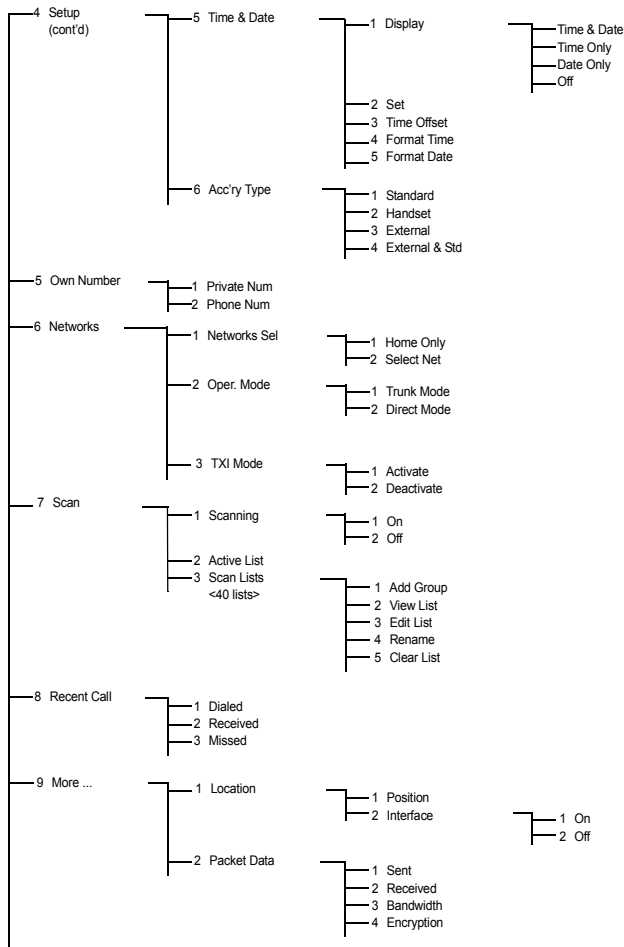 4 Setup
(cont'd)
5 Time & Date
1 Display
Time & Date
Time Only
Date Only
Off
2 Set
3 Time Offset
4 Format Time
5 Format Date
6 Acc'ry Type
1 Standard
2 Handset
3 External
4 External & Std
5 Own Number
1 Private Num
2 Phone Num
6 Networks
1 Networks Sel
1 Home Only
2 Select Net
2 Oper. Mode
1 Trunk Mode
2 Direct Mode
3 TXI Mode
1 Activate
2 Deactivate
7 Scan
1 Scanning
1 On
2 Off
2 Active List
3 Scan Lists
<40 lists>
1 Add Group
2 View List
3 Edit List
4 Rename
5 Clear List
8 Recent Call
1 Dialed
2 Received
3 Missed
9 More ...
1 Location
1 Position
2 Interface
1 On
2 Off
2 Packet Data
1 Sent
2 Received
3 Bandwidth
4 Encryption